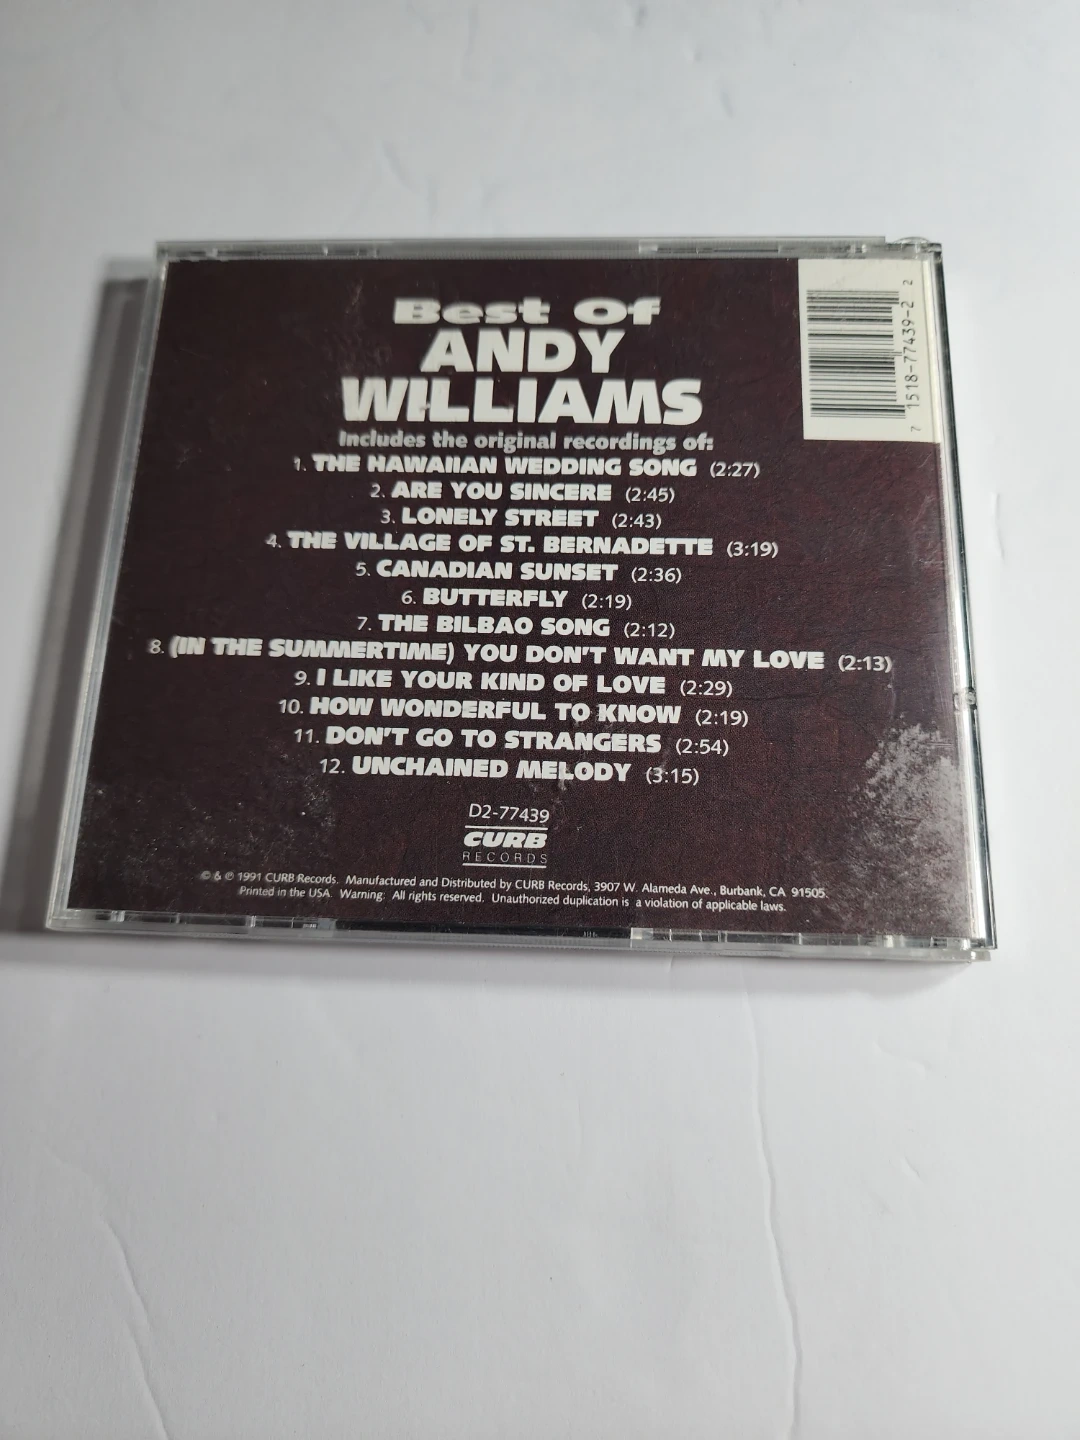 Best Of
ANDY
WILLIAMS
Includes the original recordings of:
1. THE HAWAIIAN WEDDING SONG (2:27)
2. ARE YOU SINCERE (2:45)
3. LONELY STREET (2:43)
4. THE VILLAGE OF ST. BERNADETTE (3:19)
5. CANADIAN SUNSET (2:36)
6. BUTTERFLY (2:19)
7. THE BILBAO SONG (2:12)
8. (IN THE SUMMERTIME) YOU DON'T WANT MY LOVE (2:13)
9. I LIKE YOUR KIND OF LOVE (2:29)
10. HOW WONDERFUL TO KNOW (2:19)
11. DON'T GO TO STRANGERS (2:54)
12. UNCHAINED MELODY (3:15)
D2-77439
CURB
RECORDS
© & ℗ 1991 CURB Records. Manufactured and Distributed by CURB Records, 3907 W. Alameda Ave., Burbank, CA 91505.
Printed in the USA. Warning: All rights reserved. Unauthorized duplication is a violation of applicable laws.
7 1518-77439-2 2